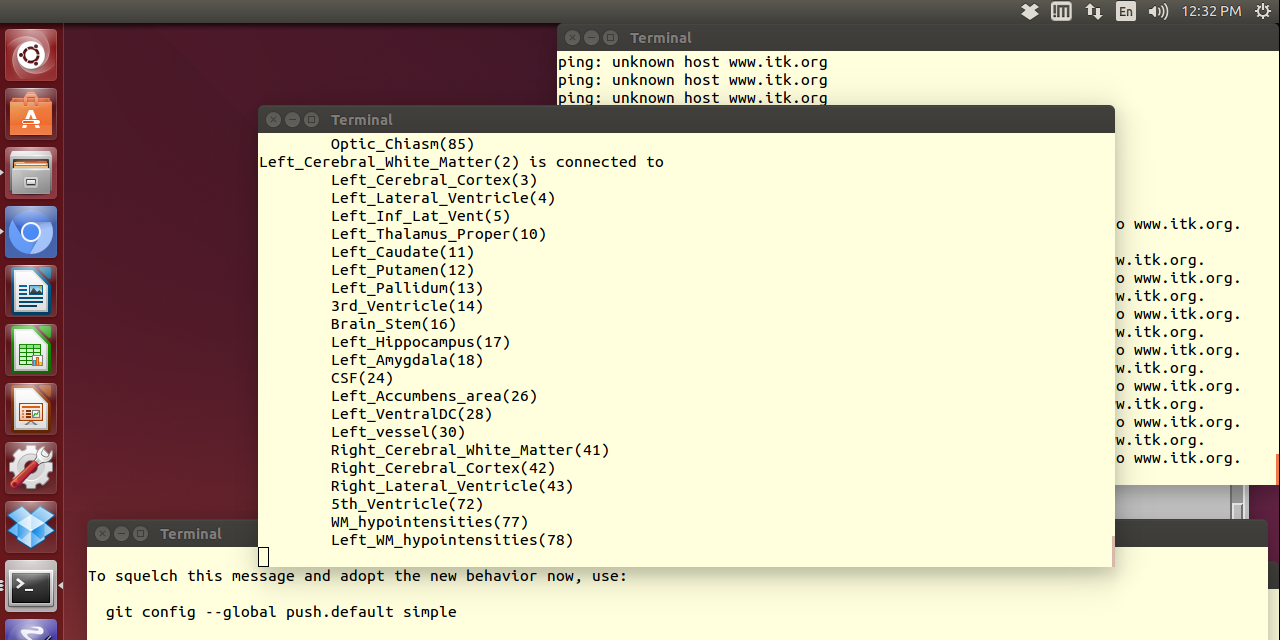 En
12:32 PM
Terminal
ping: unknown host www.itk.org
ping: unknown host www.itk.org
ping: unknown host www.itk.org
Terminal
Optic_Chiasm(85)
Left_Cerebral_White_Matter(2) is connected to
Left_Cerebral_Cortex(3)
Left_Lateral_Ventricle(4)
Left_Inf_Lat_Vent(5)
Left_Thalamus_Proper(10)
Left_Caudate(11)
Left_Putamen(12)
Left_Pallidum(13)
3rd_Ventricle(14)
Brain_Stem(16)
Left_Hippocampus(17)
Left_Amygdala(18)
CSF(24)
Left_Accumbens_area(26)
Left_VentralDC(28)
Left_vessel(30)
Right_Cerebral_White_Matter(41)
Right_Cerebral_Cortex(42)
Right_Lateral_Ventricle(43)
5th_Ventricle(72)
WM_hypointensities(77)
Left_WM_hypointensities(78)
o www.itk.org.
w.itk.org.
o www.itk.org.
w.itk.org.
o www.itk.org.
w.itk.org.
o www.itk.org.
w.itk.org.
o www.itk.org.
w.itk.org.
o www.itk.org.
w.itk.org.
o www.itk.org.
Terminal
To squelch this message and adopt the new behavior now, use:
git config --global push.default simple